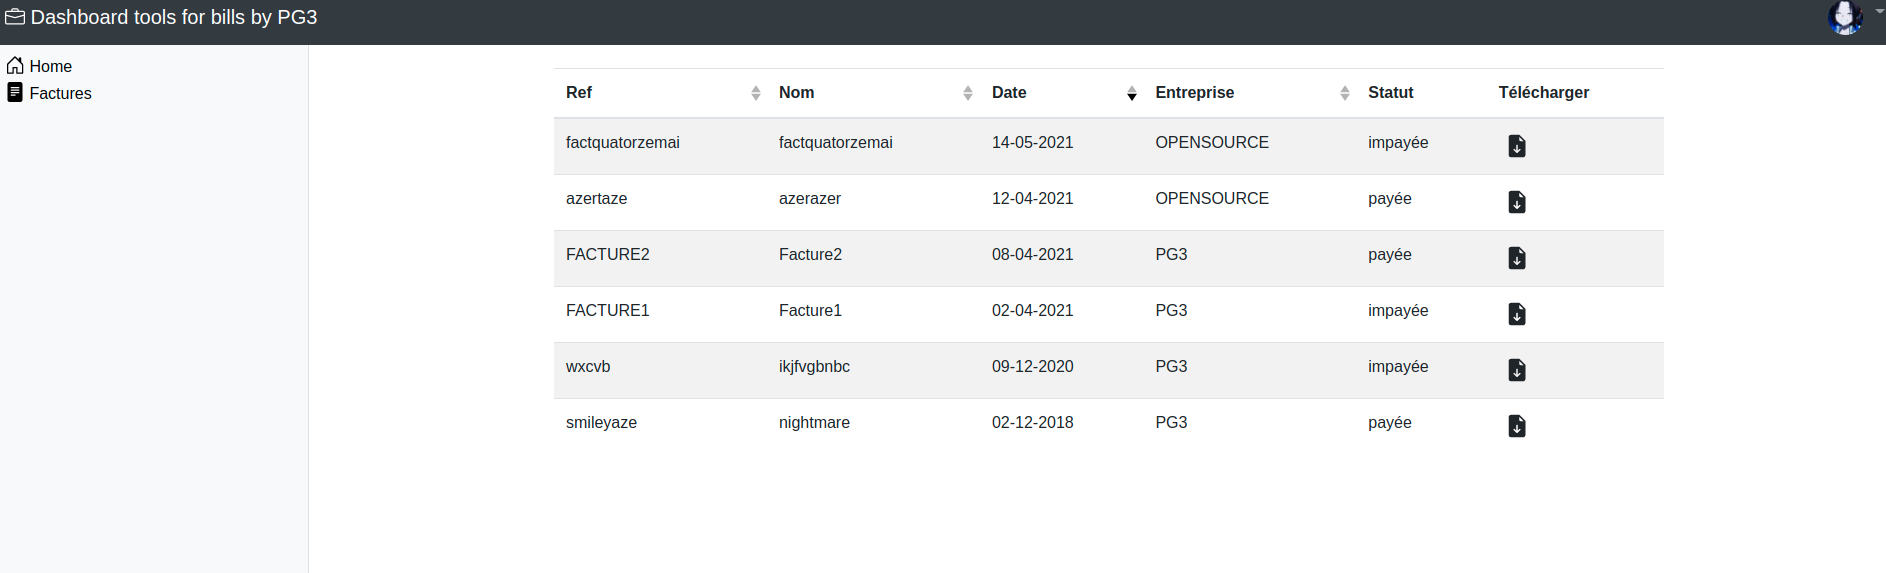 Dashboard tools for bills by PG3
Home
Factures
Ref Nom Date Entreprise Statut Télécharger
factquatorzemai factquatorzemai 14-05-2021 OPENSOURCE impayée
azertaze azerazer 12-04-2021 OPENSOURCE payée
FACTURE2 Facture2 08-04-2021 PG3 payée
FACTURE1 Facture1 02-04-2021 PG3 impayée
wxcvb ikjfvgbnbc 09-12-2020 PG3 impayée
smileyaze nightmare 02-12-2018 PG3 payée